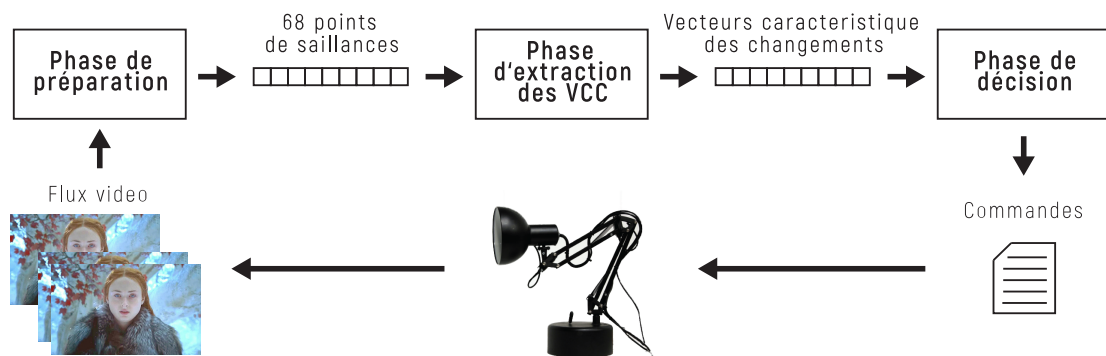 Phase de
préparation
68 points
de saillances
Phase
d'extraction
des VCC
Vecteurs caracteristique
des changements
Phase de
décision
Flux video
Commandes